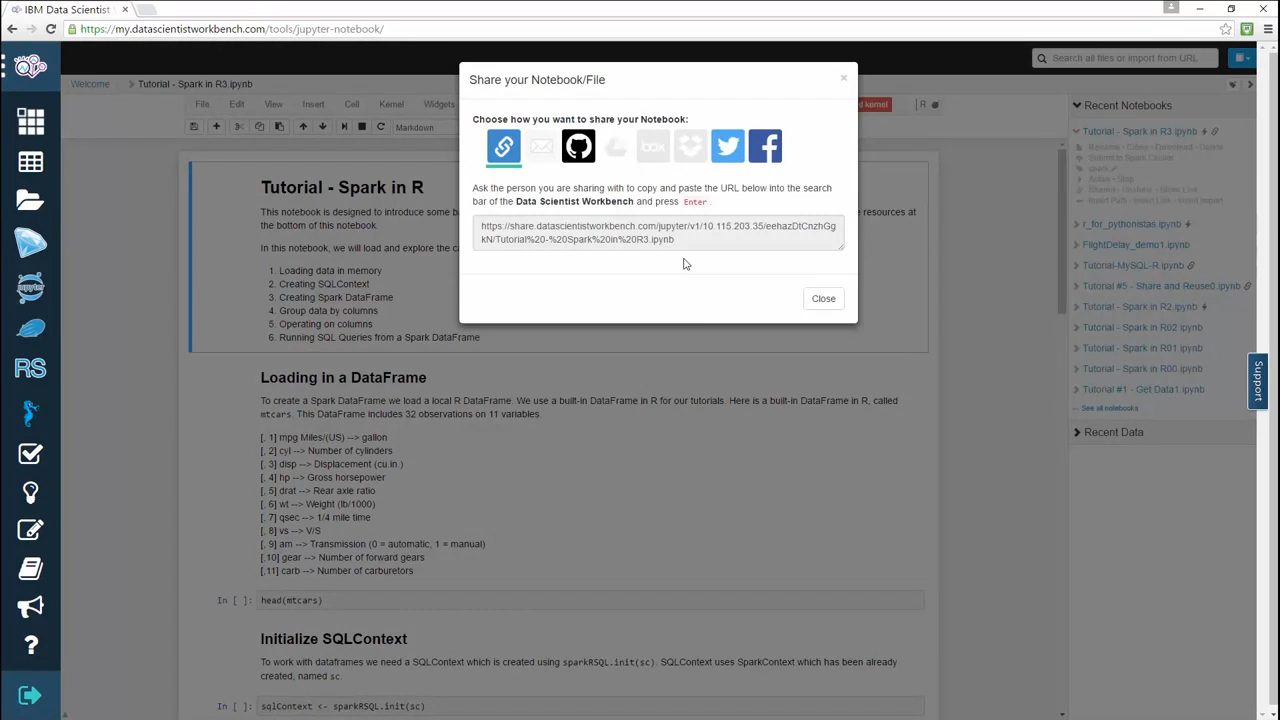 IBM Data Scientist W
https://my.datascientistworkbench.com/tools/jupyter-notebook/
Search all files or import from URL
Welcome
Tutorial - Spark in R3.ipynb
File Edit View Insert Cell Kernel Widgets
d kernel
R
Markdown
Share your Notebook/File
×
Choose how you want to share your Notebook:
box
Ask the person you are sharing with to copy and paste the URL below into the search
bar of the Data Scientist Workbench and press Enter .
https://share.datascientistworkbench.com/jupyter/v1/10.115.203.35/eehazDtCnzhGg
kN/Tutorial%20-%20Spark%20in%20R3.ipynb
Close
Tutorial - Spark in R
This notebook is designed to introduce some ba
resources at
the bottom of this notebook.
In this notebook, we will load and explore the ca
1. Loading data in memory
2. Creating SQLContext
3. Creating Spark DataFrame
4. Group data by columns
5. Operating on columns
6. Running SQL Queries from a Spark DataFrame
Loading in a DataFrame
To create a Spark DataFrame we load a local R DataFrame. We use a built-in DataFrame in R for our tutorials. Here is a built-in DataFrame in R, called
mtcars. This DataFrame includes 32 observations on 11 variables.
[, 1] mpg Miles/(US) --> gallon
[, 2] cyl --> Number of cylinders
[, 3] disp --> Displacement (cu.in.)
[, 4] hp --> Gross horsepower
[, 5] drat --> Rear axle ratio
[, 6] wt --> Weight (lb/1000)
[, 7] qsec --> 1/4 mile time
[, 8] vs --> V/S
[, 9] am --> Transmission (0 = automatic, 1 = manual)
[,10] gear --> Number of forward gears
[,11] carb --> Number of carburetors
In [ ]: head(mtcars)
Initialize SQLContext
To work with dataframes we need a SQLContext which is created using sparkRSQL.init(sc). SQLContext uses SparkContext which has been already
created, named sc.
In [ ]: sqlContext <- sparkRSQL.init(sc)
Recent Notebooks
Tutorial - Spark in R3.ipynb
Rename - Copy - Download - Delete
Submit to Spark Cluster
r_for_pythonistas.ipynb
FlightDelay_demo1.ipynb
Tutorial-MySQL-R.ipynb
Tutorial #5 - Share and Reuse0.ipynb
Tutorial - Spark in R2.ipynb
Tutorial - Spark in R02.ipynb
Tutorial - Spark in R01.ipynb
Tutorial - Spark in R00.ipynb
Tutorial #1 - Get Data1.ipynb
See all notebooks
Recent Data
Support
jupyter
RS
?